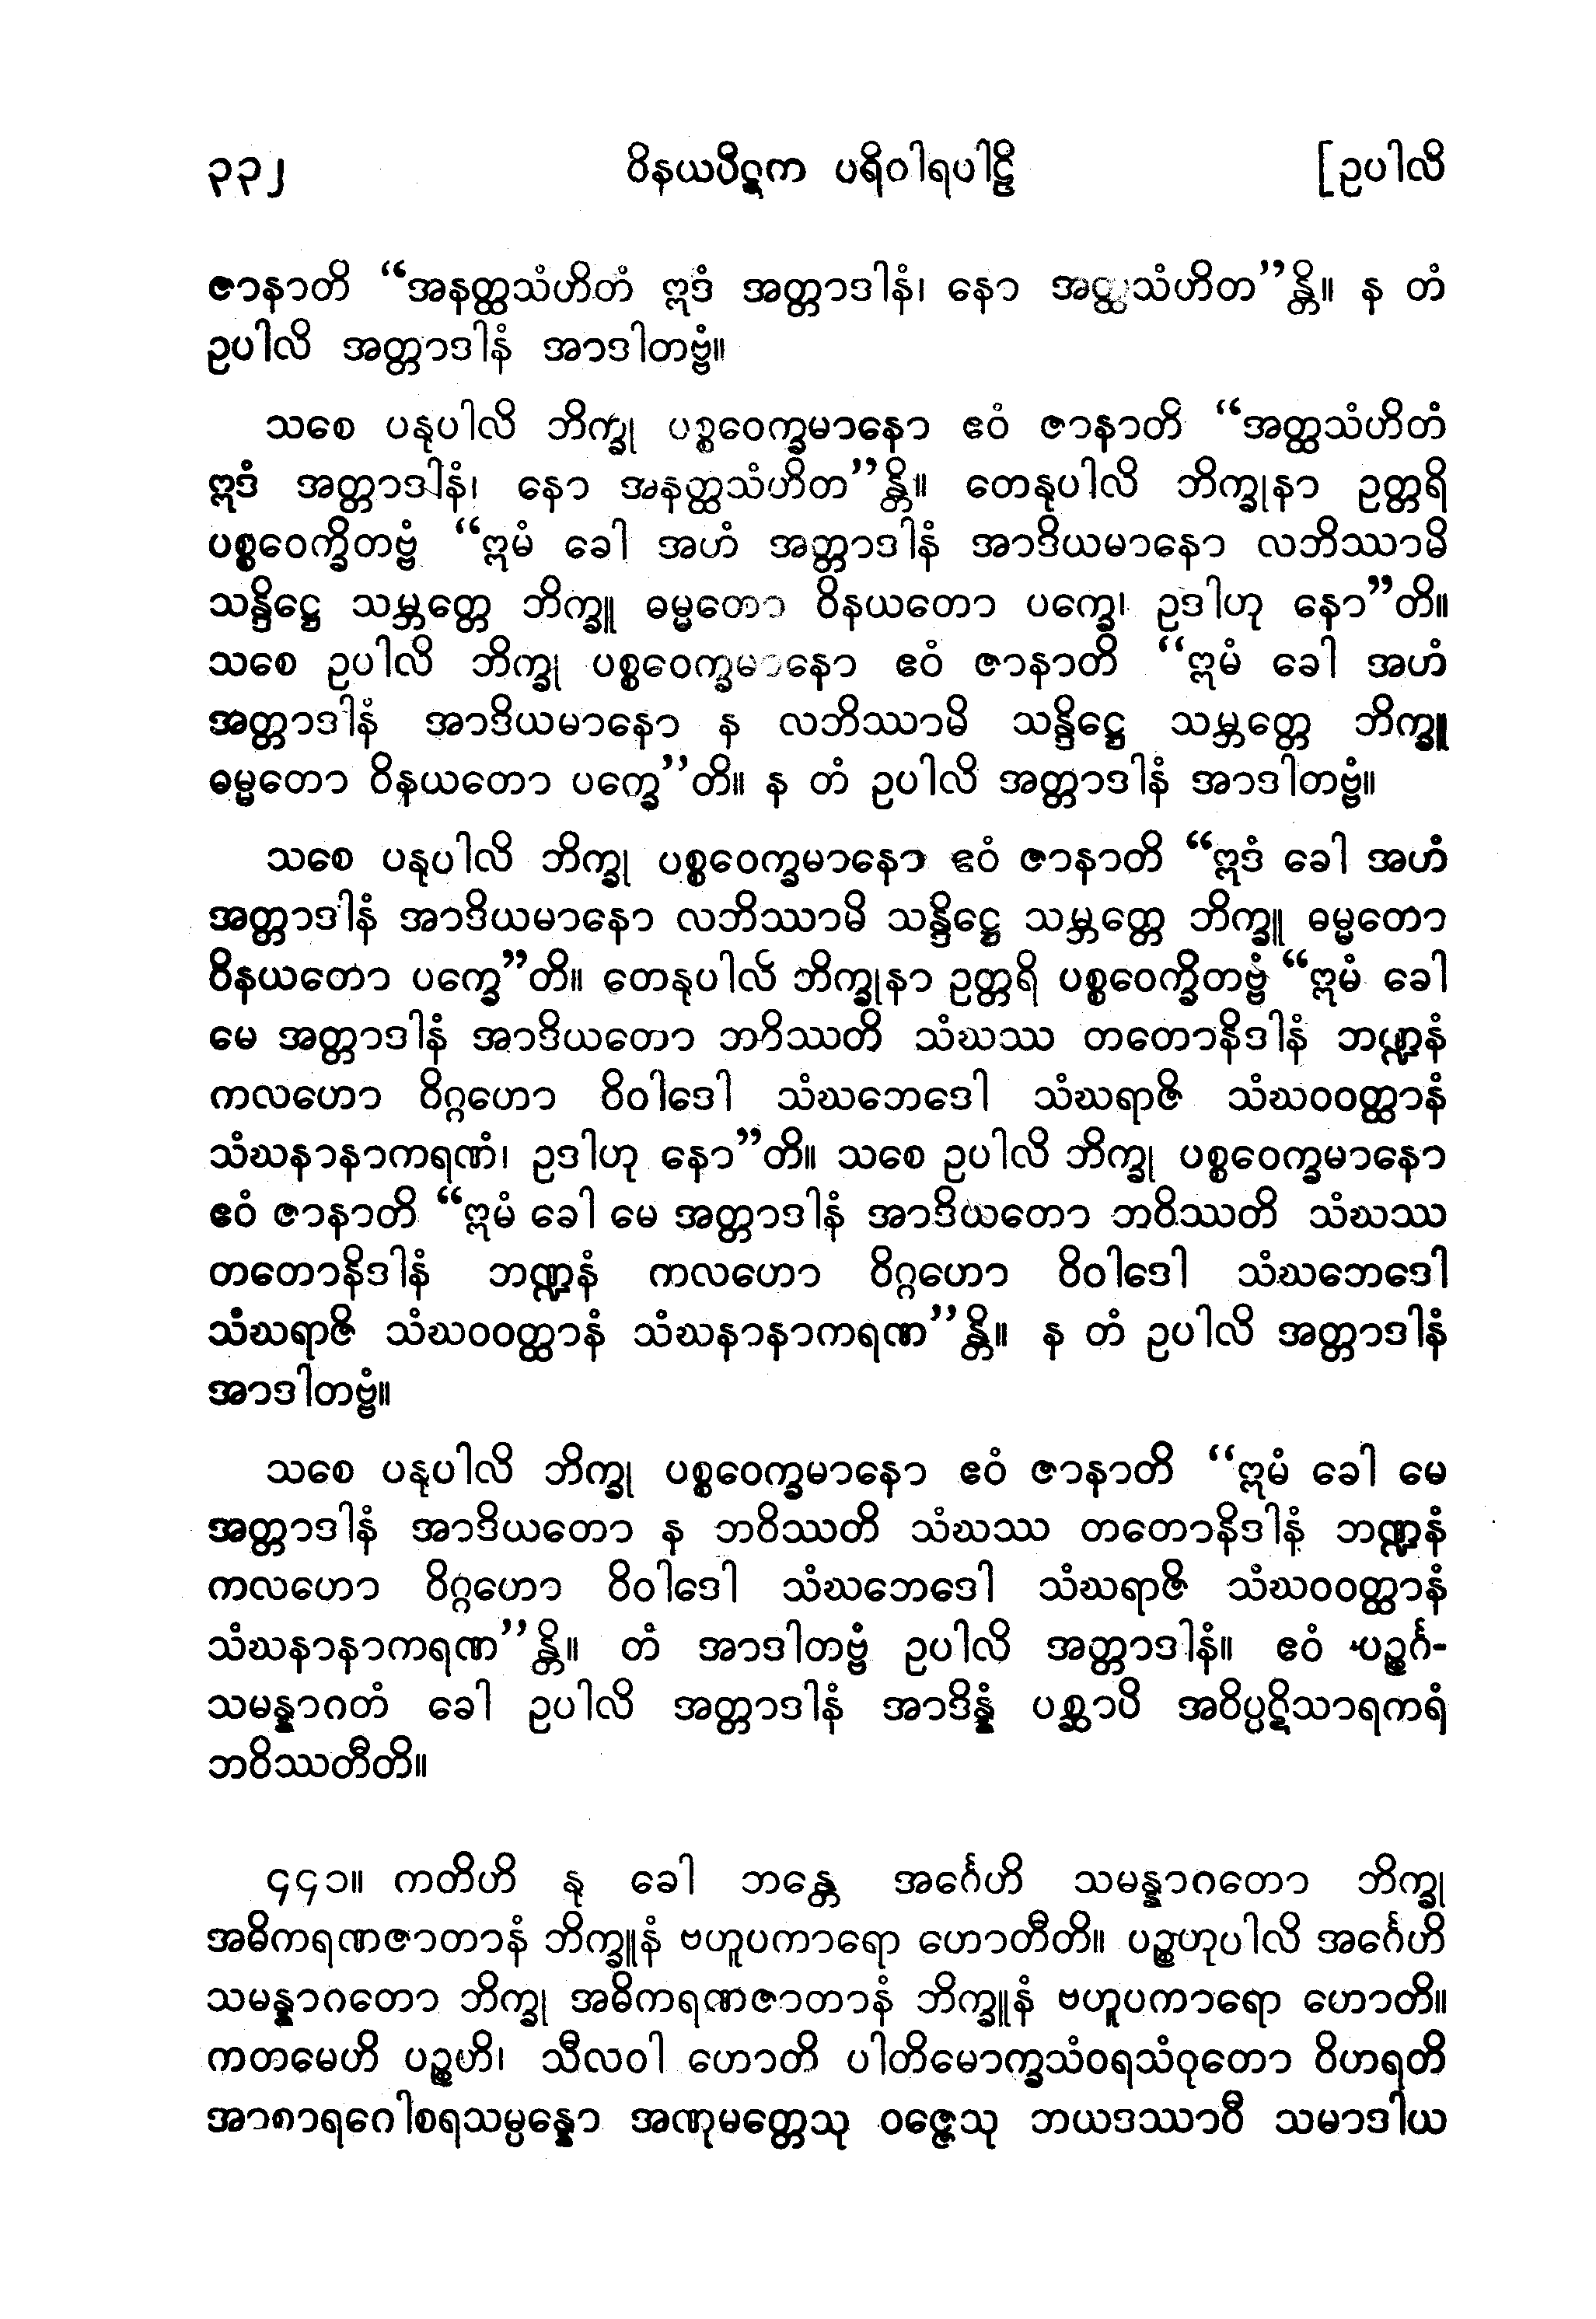 ၃၃၂ ဝိနယပိဋက ပရိဝါရပါဠိ [ဥပါလိ
ဇာနာတိ “အနတ္ထသံဟိတံ ဣဒံ အတ္တာဒါနံ၊ နော အတ္ထသံဟိတ”န္တိ။ န တံ
ဥပါလိ အတ္တာဒါနံ အာဒါတဗ္ဗံ။
သစေ ပနုပါလိ ဘိက္ခု ပစ္စဝေက္ခမာနော ဧဝံ ဇာနာတိ “အတ္ထသံဟိတံ
ဣဒံ အတ္တာဒါနံ၊ နော အနတ္ထသံဟိတ”န္တိ။ တေနုပါလိ ဘိက္ခုနာ ဥတ္တရိ
ပစ္စဝေက္ခိတဗ္ဗံ “ဣမံ ခေါ အဟံ အတ္တာဒါနံ အာဒိယမာနော လဘိဿာမိ
သန္ဒိဋ္ဌေ သမ္ဘတ္တေ ဘိက္ခူ ဓမ္မတော ဝိနယတော ပက္ခေ၊ ဥဒါဟု နော”တိ။
သစေ ဥပါလိ ဘိက္ခု ပစ္စဝေက္ခမာနော ဧဝံ ဇာနာတိ “ဣမံ ခေါ အဟံ
အတ္တာဒါနံ အာဒိယမာနော န လဘိဿာမိ သန္ဒိဋ္ဌေ သမ္ဘတ္တေ ဘိက္ခူ
ဓမ္မတော ဝိနယတော ပက္ခေ”တိ။ န တံ ဥပါလိ အတ္တာဒါနံ အာဒါတဗ္ဗံ။
သစေ ပနုပါလိ ဘိက္ခု ပစ္စဝေက္ခမာနော ဧဝံ ဇာနာတိ “ဣဒံ ခေါ အဟံ
အတ္တာဒါနံ အာဒိယမာနော လဘိဿာမိ သန္ဒိဋ္ဌေ သမ္ဘတ္တေ ဘိက္ခူ ဓမ္မတော
ဝိနယတော ပက္ခေ”တိ။ တေနုပါလိ ဘိက္ခုနာ ဥတ္တရိ ပစ္စဝေက္ခိတဗ္ဗံ “ဣမံ ခေါ
မေ အတ္တာဒါနံ အာဒိယတော ဘဝိဿတိ သံဃဿ တတောနိဒါနံ ဘဏ္ဍနံ
ကလဟော ဝိဂ္ဂဟော ဝိဝါဒေါ သံဃဘေဒေါ သံဃရာဇိ သံဃဝဝတ္ထာနံ
သံဃနာနာကရဏံ၊ ဥဒါဟု နော”တိ။ သစေ ဥပါလိ ဘိက္ခု ပစ္စဝေက္ခမာနော
ဧဝံ ဇာနာတိ “ဣမံ ခေါ မေ အတ္တာဒါနံ အာဒိယတော ဘဝိဿတိ သံဃဿ
တတောနိဒါနံ ဘဏ္ဍနံ ကလဟော ဝိဂ္ဂဟော ဝိဝါဒေါ သံဃဘေဒေါ
သံဃရာဇိ သံဃဝဝတ္ထာနံ သံဃနာနာကရဏ”န္တိ။ န တံ ဥပါလိ အတ္တာဒါနံ
အာဒါတဗ္ဗံ။
သစေ ပနုပါလိ ဘိက္ခု ပစ္စဝေက္ခမာနော ဧဝံ ဇာနာတိ “ဣမံ ခေါ မေ
အတ္တာဒါနံ အာဒိယတော န ဘဝိဿတိ သံဃဿ တတောနိဒါနံ ဘဏ္ဍနံ
ကလဟော ဝိဂ္ဂဟော ဝိဝါဒေါ သံဃဘေဒေါ သံဃရာဇိ သံဃဝဝတ္ထာနံ
သံဃနာနာကရဏ”န္တိ။ တံ အာဒါတဗ္ဗံ ဥပါလိ အတ္တာဒါနံ။ ဧဝံ ပဉ္စင်္ဂ-
သမန္နာဂတံ ခေါ ဥပါလိ အတ္တာဒါနံ အာဒိန္နံ ပစ္ဆာပိ အဝိပ္ပဋိသာရကရံ
ဘဝိဿတီတိ။
၄၄၁။ ကတိဟိ နု ခေါ ဘန္တေ အင်္ဂေဟိ သမန္နာဂတော ဘိက္ခု
အဓိကရဏဇာတာနံ ဘိက္ခူနံ ဗဟူပကာရော ဟောတီတိ။ ပဉ္စဟုပါလိ အင်္ဂေဟိ
သမန္နာဂတော ဘိက္ခု အဓိကရဏဇာတာနံ ဘိက္ခူနံ ဗဟူပကာရော ဟောတိ။
ကတမေဟိ ပဉ္စဟိ၊ သီလဝါ ဟောတိ ပါတိမောက္ခသံဝရသံဝုတော ဝိဟရတိ
အာစာရဂေါစရသမ္ပန္နော အဏုမတ္တေသု ဝဇ္ဇေသု ဘယဒဿာဝီ သမာဒါယ